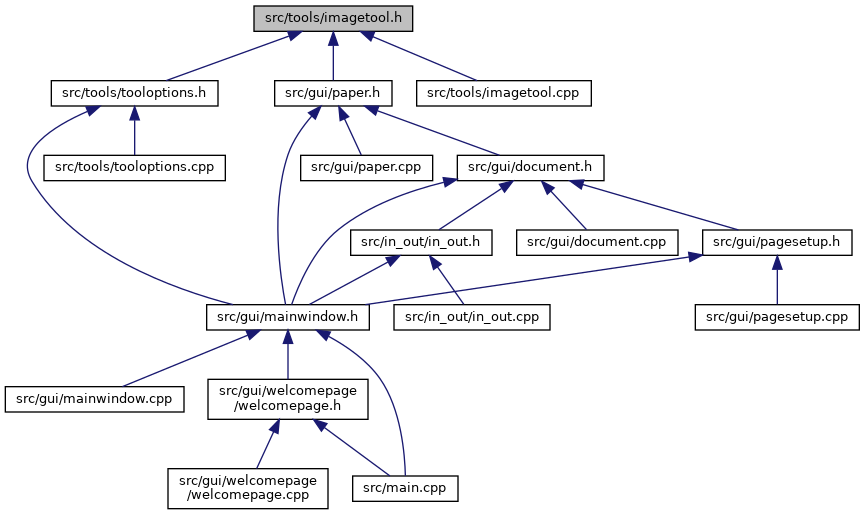 src/tools/imagetool.h
src/tools/tooloptions.h
src/gui/paper.h
src/tools/imagetool.cpp
src/tools/tooloptions.cpp
src/gui/paper.cpp
src/gui/document.h
src/in_out/in_out.h
src/gui/document.cpp
src/gui/pagesetup.h
src/gui/mainwindow.h
src/in_out/in_out.cpp
src/gui/pagesetup.cpp
src/gui/mainwindow.cpp
src/gui/welcomepage
/welcomepage.h
src/gui/welcomepage
/welcomepage.cpp
src/main.cpp